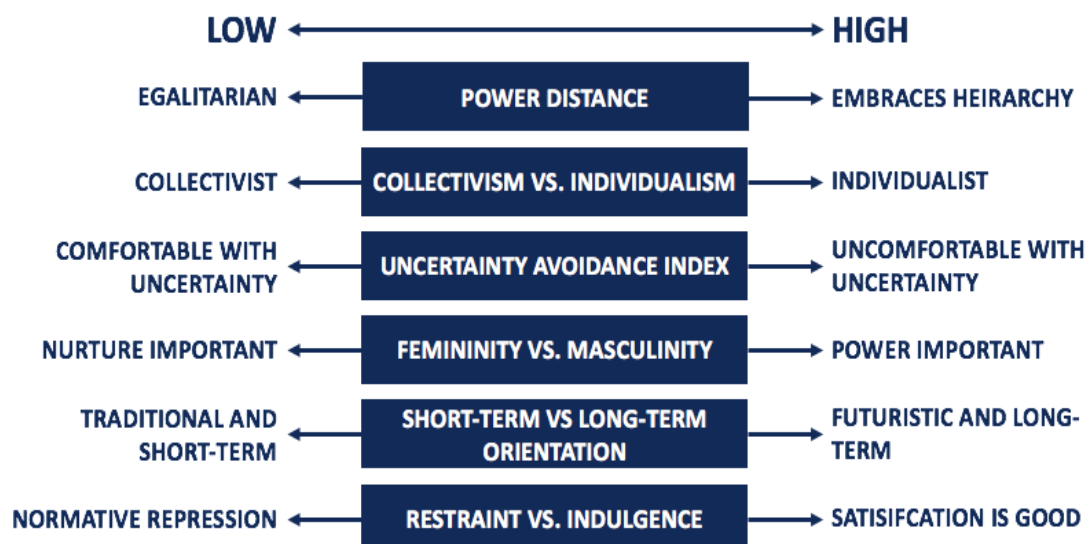 LOW HIGH
EGALITARIAN POWER DISTANCE EMBRACES HEIRARCHY
COLLECTIVIST COLLECTIVISM VS. INDIVIDUALISM INDIVIDUALIST
COMFORTABLE WITH
UNCERTAINTY
UNCERTAINTY AVOIDANCE INDEX
UNCOMFORTABLE WITH
UNCERTAINTY
NURTURE IMPORTANT FEMININITY VS. MASCULINITY POWER IMPORTANT
TRADITIONAL AND
SHORT-TERM
SHORT-TERM VS LONG-TERM
ORIENTATION
FUTURISTIC AND LONG-
TERM
NORMATIVE REPRESSION RESTRAINT VS. INDULGENCE SATISIFCATION IS GOOD